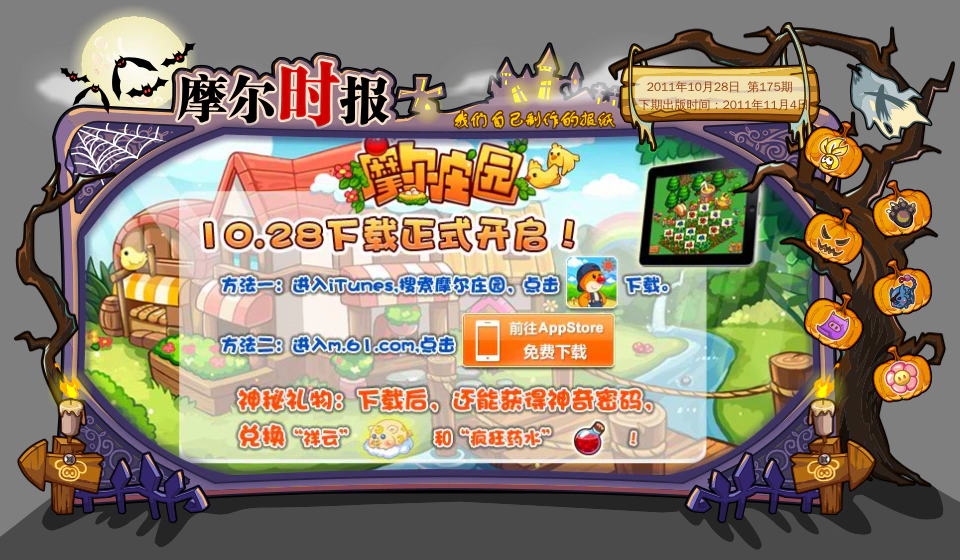 摩尔时报
我们自己制作的报纸
2011年10月28日 第175期
下期出版时间：2011年11月4日
摩尔庄园
10.28下载正式开启！
方法一：进入iTunes,搜索摩尔庄园，点击 下载。
方法二：进入m.61.com,点击 前往AppStore
免费下载
神秘礼物：下载后，还能获得神奇密码，
兑换“祥云” 和“疯狂药水” ！